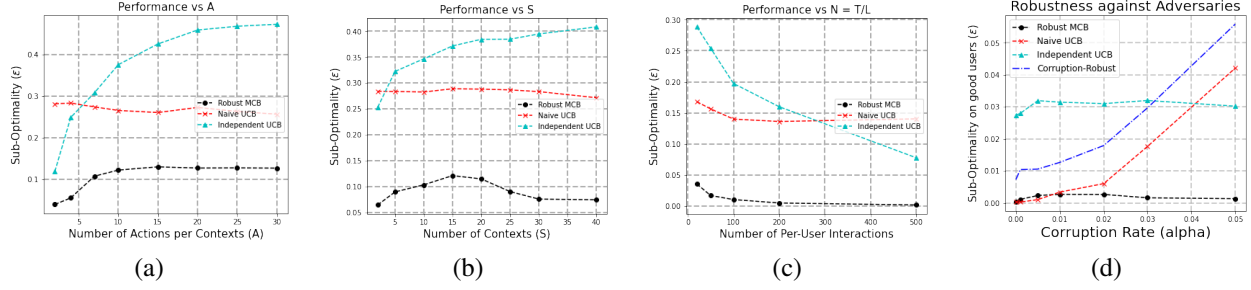 Performance vs A
Sub-Optimality (ε)
0.4
0.3
0.2
0.1
Robust MCB
Naive UCB
Independent UCB
5
10
15
20
25
30
Number of Actions per Contexts (A)
(a)
Performance vs S
Sub-Optimality (ε)
0.40
0.35
0.30
0.25
0.20
0.15
0.10
0.05
Robust MCB
Naive UCB
Independent UCB
5
10
15
20
25
30
40
Number of Contexts (S)
(b)
Performance vs N = T/L
Sub-Optimality (ε)
0.30
0.25
0.20
0.15
0.10
0.05
0.00
Robust MCB
Naive UCB
Independent UCB
0
100
200
300
400
500
Number of Per-User Interactions
(c)
Robustness against Adversaries
Sub-Optimality on good users (ε)
0.05
0.04
0.03
0.02
0.01
0.00
Robust MCB
Naive UCB
Independent UCB
Corruption-Robust
0.00
0.01
0.02
0.03
0.04
0.05
Corruption Rate (alpha)
(d)